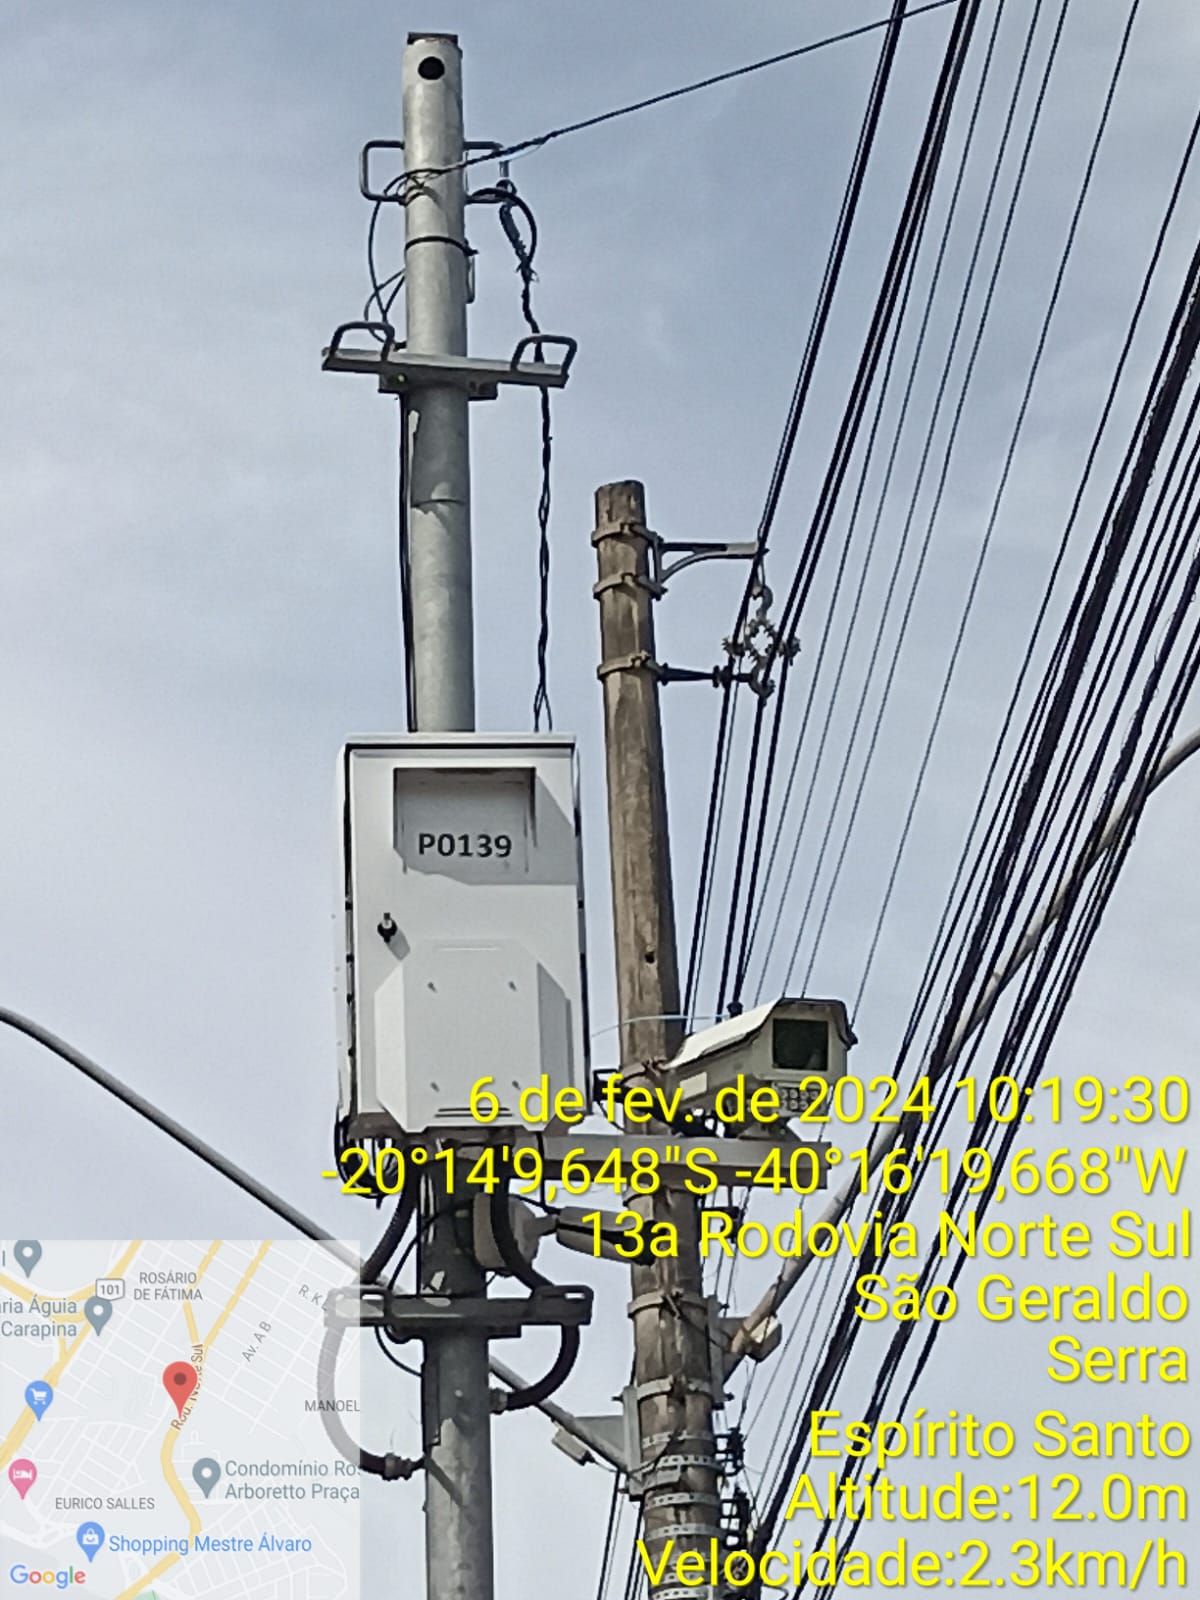 P0139
6 de fev. de 2024 10:19:30
-20°14'9,648"S -40°16'19,668"W
13a Rodovia Norte Sul
São Geraldo
Serra
Espírito Santo
Altitude:12.0m
Velocidade:2.3km/h
101
ROSÁRIO
DE FÁTIMA
Águia
Carapina
Av. AB
MANOEL
Condomínio
Arboretto Praça
EURICO SALLES
Shopping Mestre Álvaro
Google